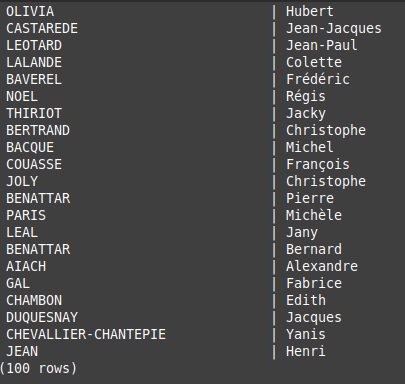 OLIVIA | Hubert
CASTAREDE | Jean-Jacques
LEOTARD | Jean-Paul
LALANDE | Colette
BAVEREL | Frédéric
NOEL | Régis
THIRIOT | Jacky
BERTRAND | Christophe
BACQUE | Michel
COUASSE | François
JOLY | Christophe
BENATTAR | Pierre
PARIS | Michèle
LEAL | Jany
BENATTAR | Bernard
AIACH | Alexandre
GAL | Fabrice
CHAMBON | Edith
DUQUESNAY | Jacques
CHEVALLIER-CHANTEPIE | Yanis
JEAN | Henri
(100 rows)